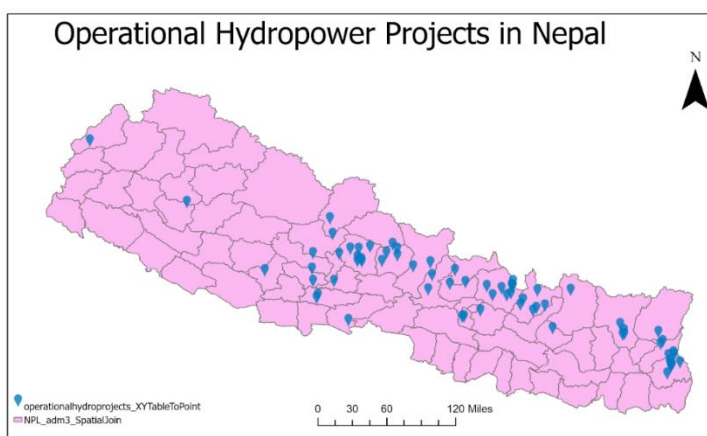 Operational Hydropower Projects in Nepal
N
operationalhydroprojects_XYTableToPoint
NPL_adm3_SpatialJoin
0 30 60 120 Miles